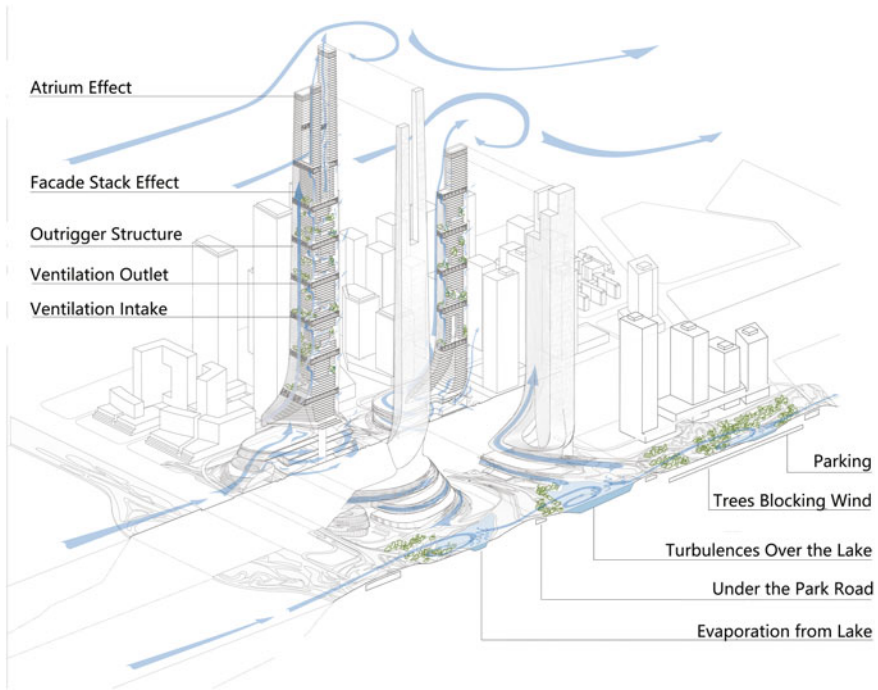 Atrium Effect
Facade Stack Effect
Outrigger Structure
Ventilation Outlet
Ventilation Intake
Parking
Trees Blocking Wind
Turbulences Over the Lake
Under the Park Road
Evaporation from Lake